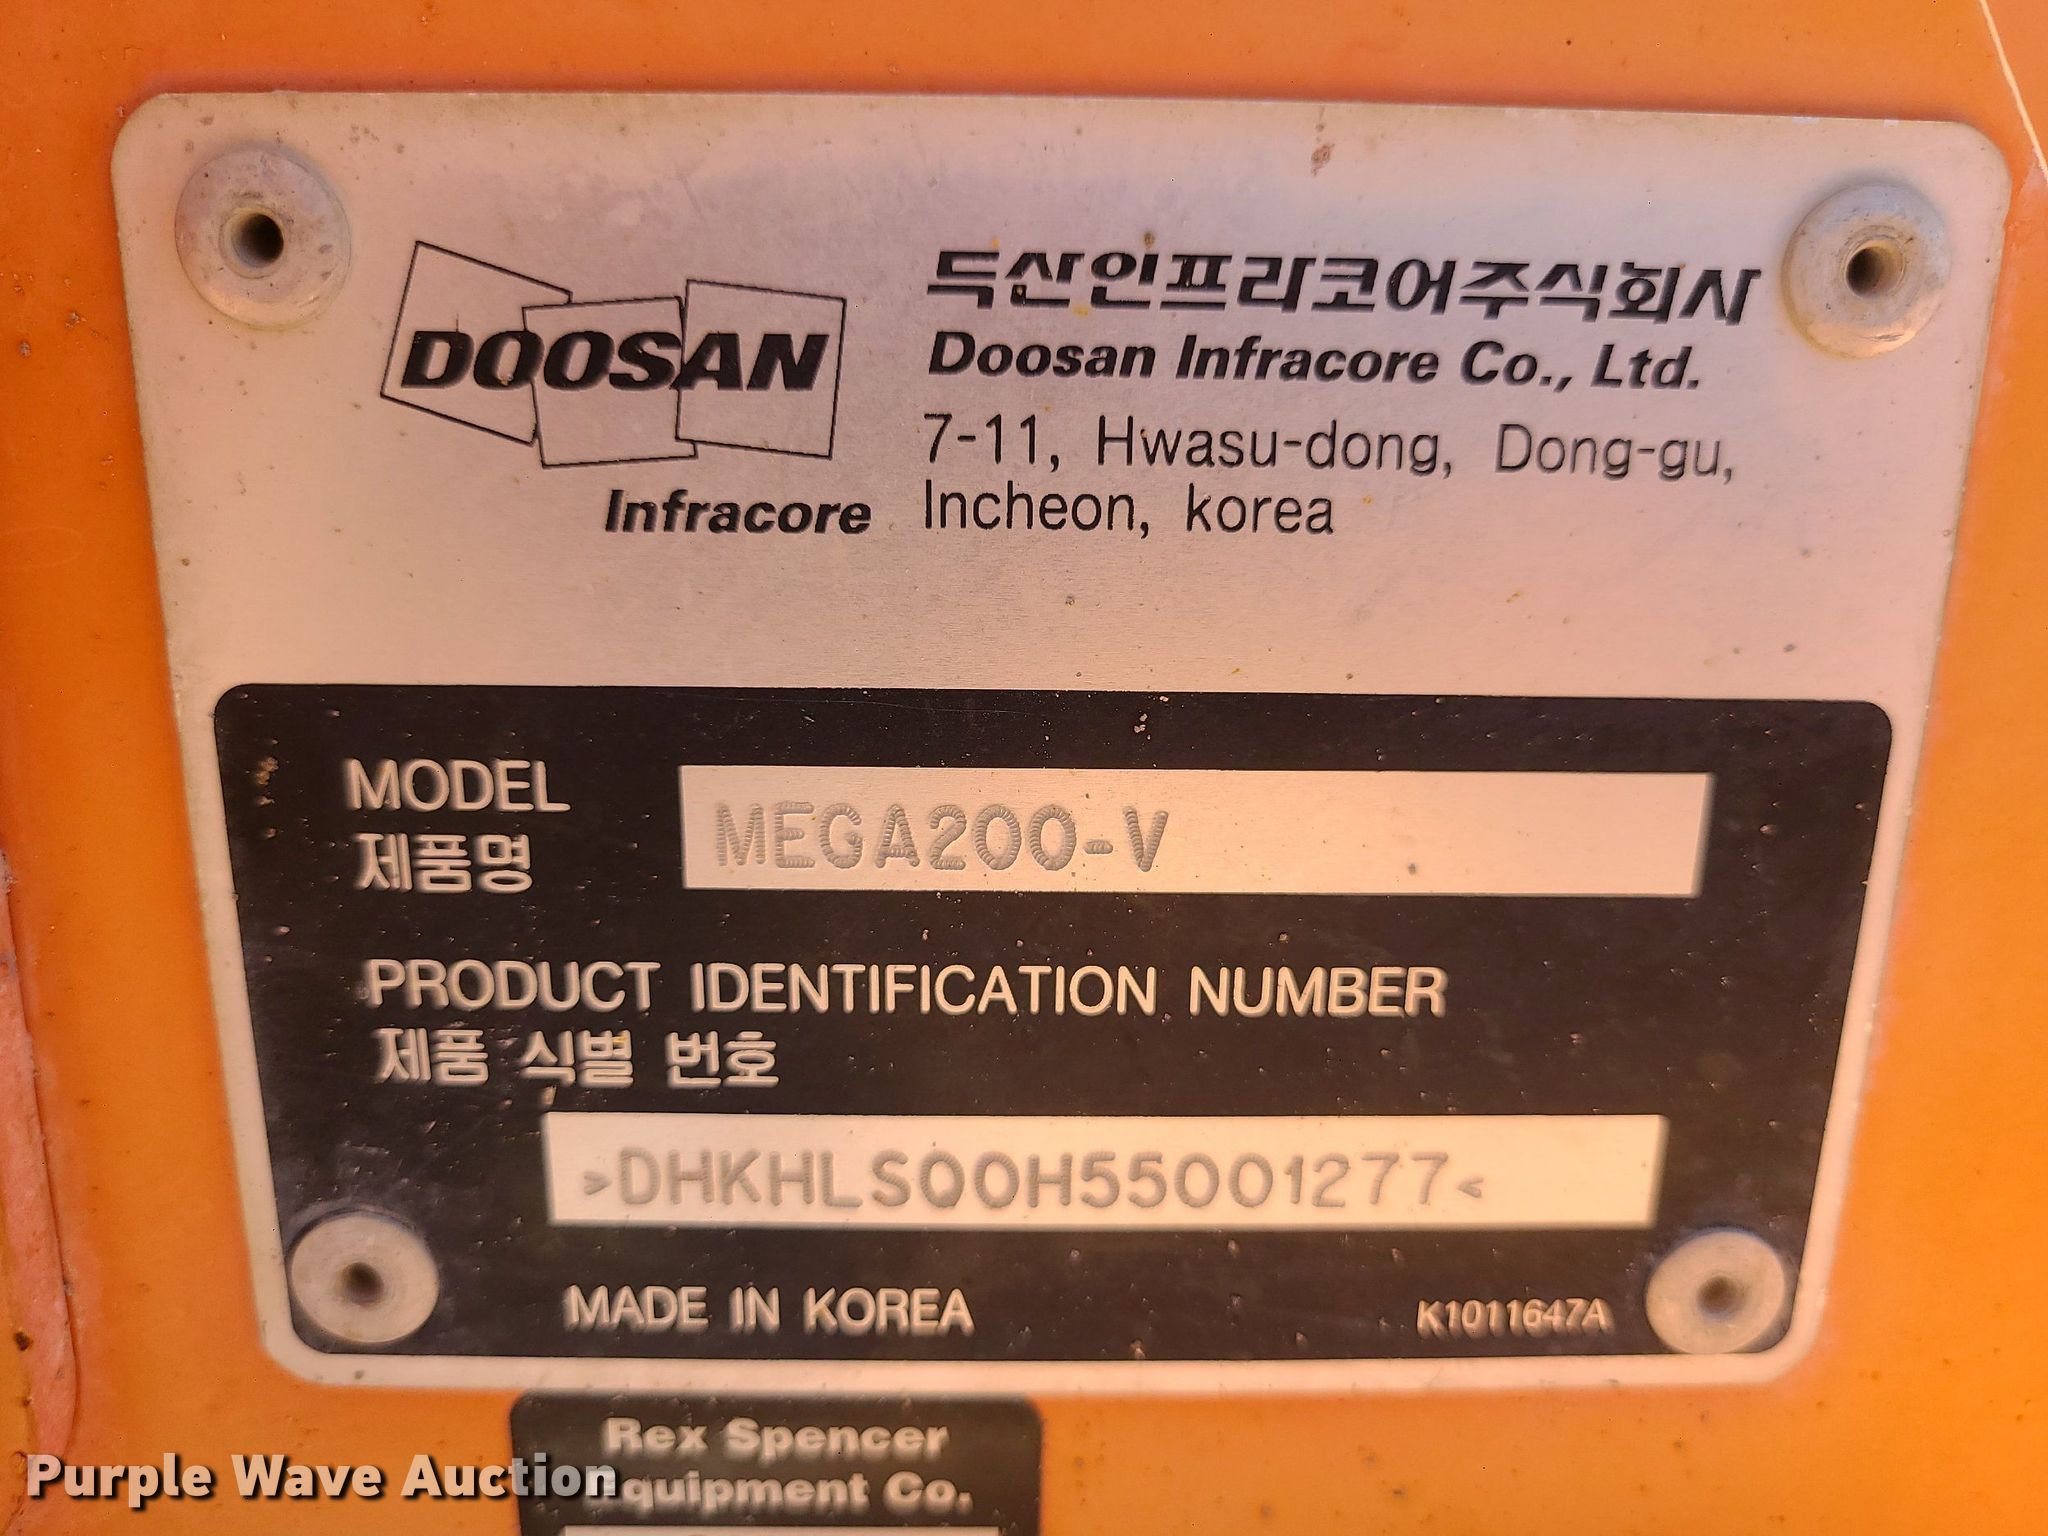 DOOSAN
Infracore
두산인프라코어주식회사
Doosan Infracore Co., Ltd.
7-11, Hwasu-dong, Dong-gu,
Incheon, korea
MODEL
제품명
MEGA200-V
PRODUCT IDENTIFICATION NUMBER
제품 식별 번호
>DHKHLS00H55001277<
MADE IN KOREA
K1011647A
Rex Spencer
Equipment Co.
Purple Wave Auction